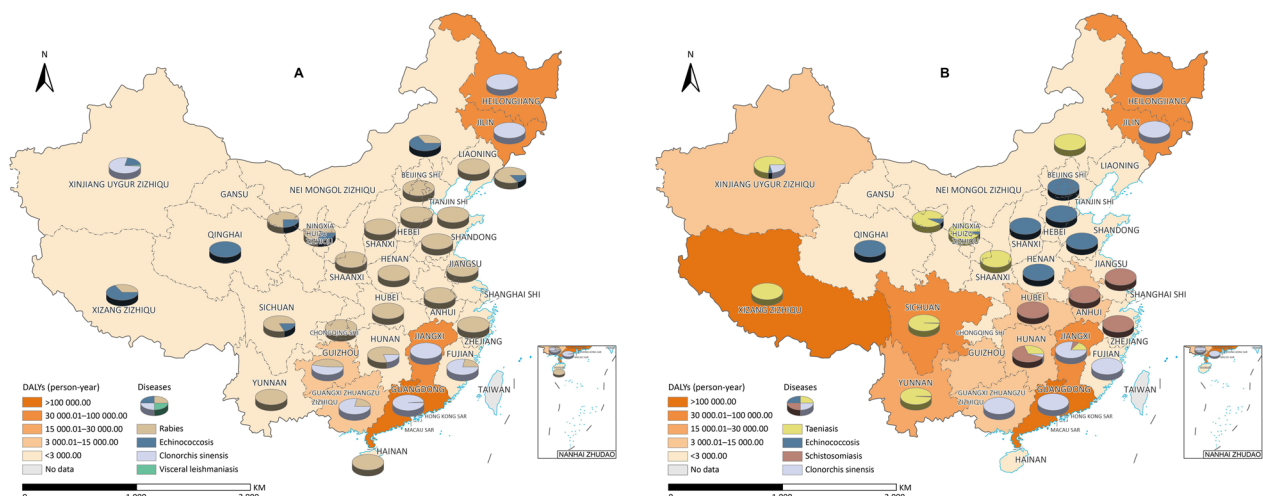 A
N
HEILONGJIANG
JILIN
LIAONING
XINJIANG UYGUR ZIZHIQU
GANSU
NEI MONGOL ZIZHIQU
BEIJING SHI
TIANJIN SHI
QINGHAI
NINGXIA
HUIZU
SHANXI
HEBEI
SHANDONG
SHAANXI
HENAN
JIANGSU
XIZANG ZIZHIQU
SICHUAN
HUBEI
ANHUI
SHANGHAI SHI
CHONGQING SHI
HUNAN
JIANGXI
ZHEJIANG
GUIZHOU
FUJIAN
YUNNAN
GUANGXI ZHUANGZU
ZIZHIQU
GUANGDONG
TAIWAN
HONG KONG SAR
MACAU SAR
HAINAN
NANHAI ZHUDAO
DALYs (person-year)
>100 000.00
30 000.01–100 000.00
15 000.01–30 000.00
3 000.01–15 000.00
<3 000.00
No data
Diseases
Rabies
Echinococcosis
Clonorchis sinensis
Visceral leishmaniasis
KM
B
N
HEILONGJIANG
JILIN
LIAONING
XINJIANG UYGUR ZIZHIQU
GANSU
NEI MONGOL ZIZHIQU
BEIJING SHI
TIANJIN SHI
QINGHAI
NINGXIA
HUIZU
SHANXI
HEBEI
SHANDONG
SHAANXI
HENAN
JIANGSU
XIZANG ZIZHIQU
SICHUAN
HUBEI
ANHUI
SHANGHAI SHI
CHONGQING SHI
HUNAN
JIANGXI
ZHEJIANG
GUIZHOU
FUJIAN
YUNNAN
GUANGXI ZHUANGZU ZIZHIQU
GUANGDONG
TAIWAN
HONG KONG SAR
MACAU SAR
HAINAN
NANHAI ZHUDAO
DALYs (person-year)
>100 000.00
30 000.01–100 000.00
15 000.01–30 000.00
3 000.01–15 000.00
<3 000.00
No data
Diseases
Taeniasis
Echinococcosis
Schistosomiasis
Clonorchis sinensis
KM